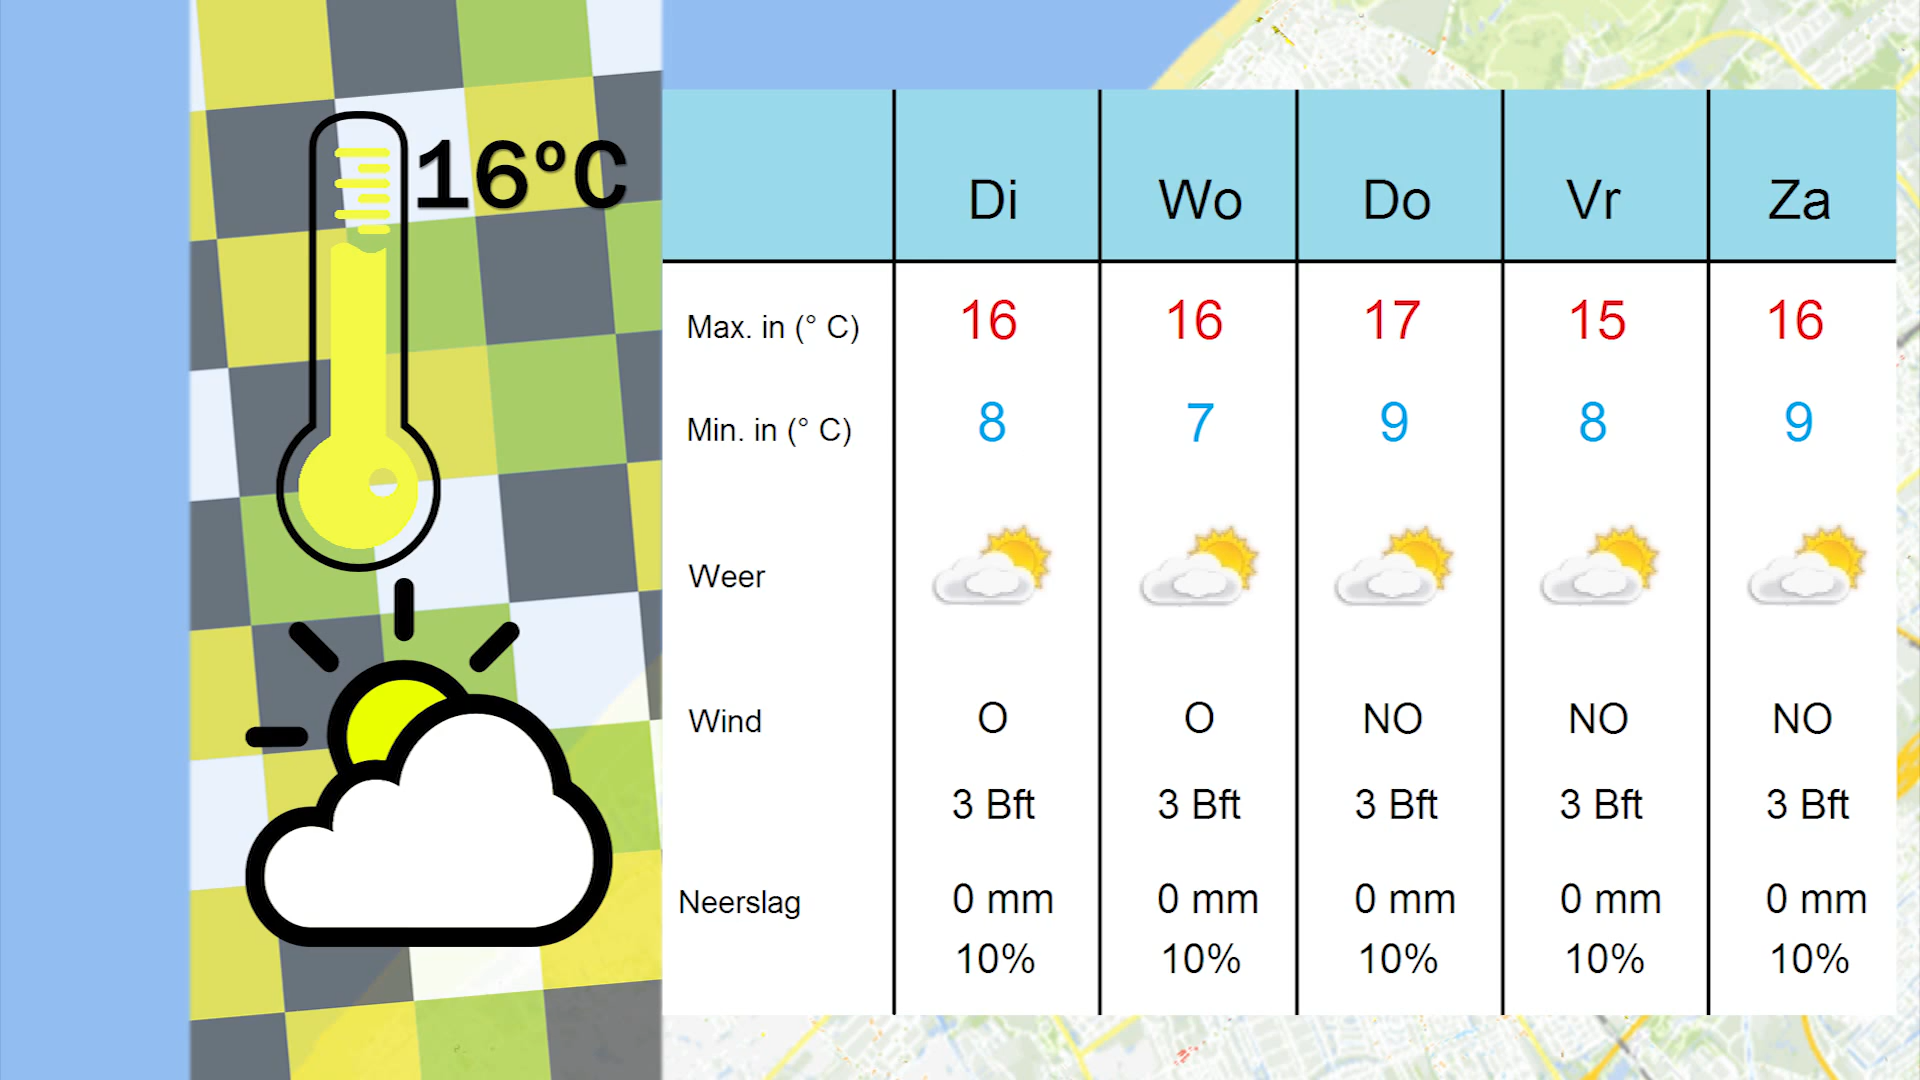 16ºC
Di Wo Do Vr Za
Max. in (° C) 16 16 17 15 16
Min. in (° C) 8 7 9 8 9
Weer
Wind O O NO NO NO
3 Bft 3 Bft 3 Bft 3 Bft 3 Bft
Neerslag 0 mm 0 mm 0 mm 0 mm 0 mm
10% 10% 10% 10% 10%